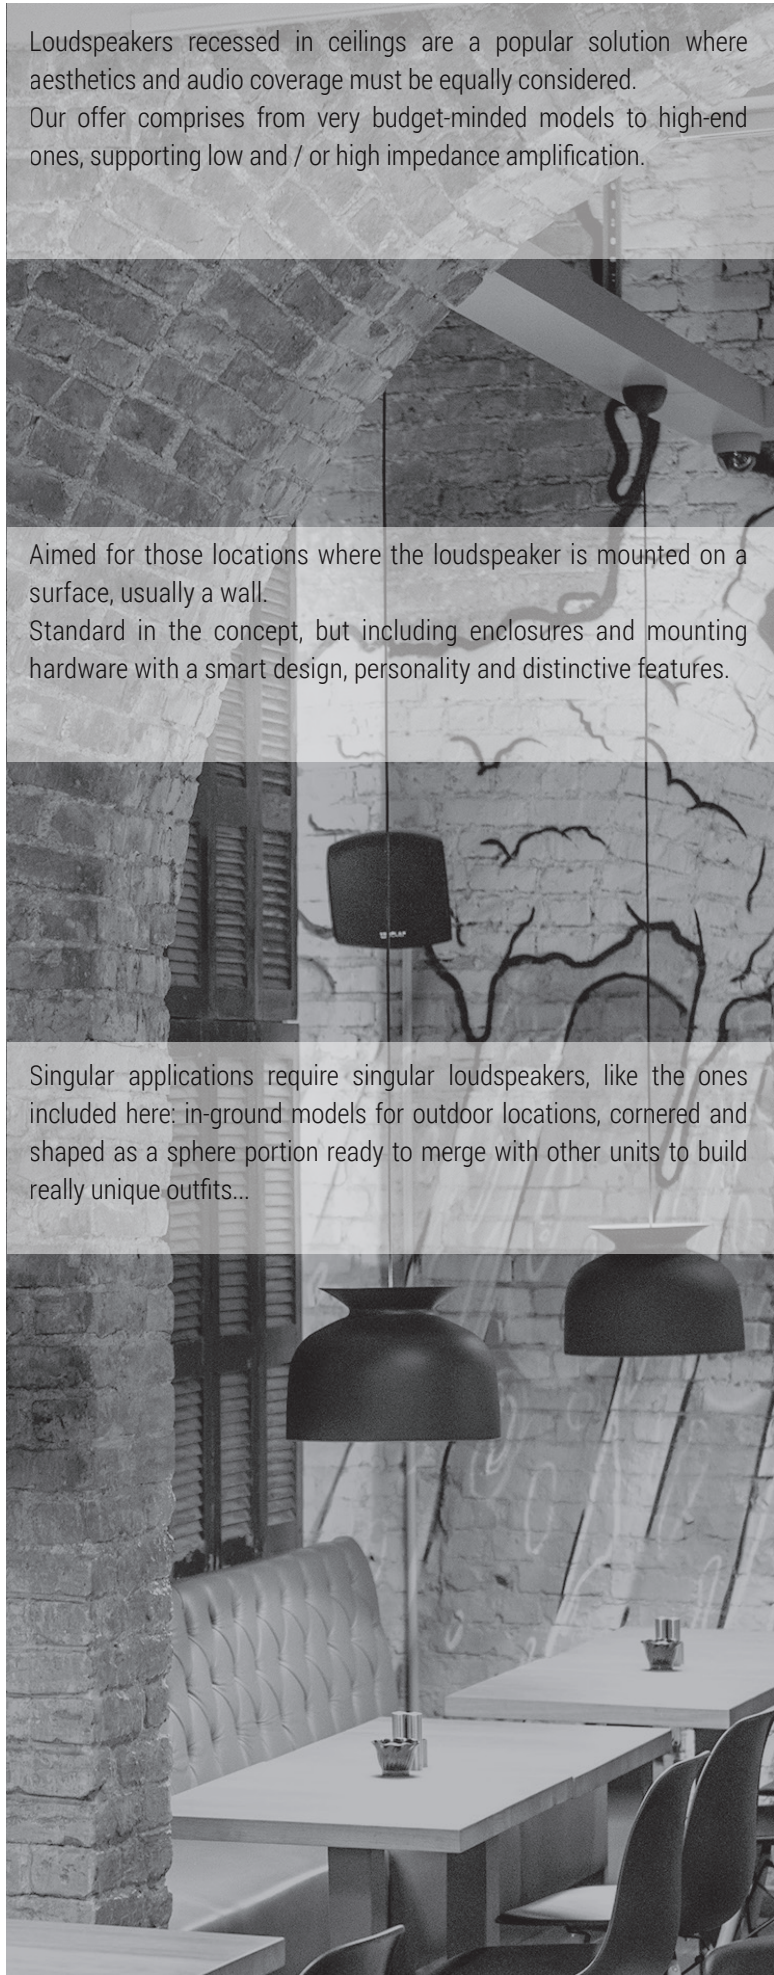 Loudspeakers recessed in ceilings are a popular solution where
aesthetics and audio coverage must be equally considered.
Our offer comprises from very budget-minded models to high-end
ones, supporting low and / or high impedance amplification.
Aimed for those locations where the loudspeaker is mounted on a
surface, usually a wall.
Standard in the concept, but including enclosures and mounting
hardware with a smart design, personality and distinctive features.
Singular applications require singular loudspeakers, like the ones
included here: in-ground models for outdoor locations, cornered and
shaped as a sphere portion ready to merge with other units to build
really unique outfits...